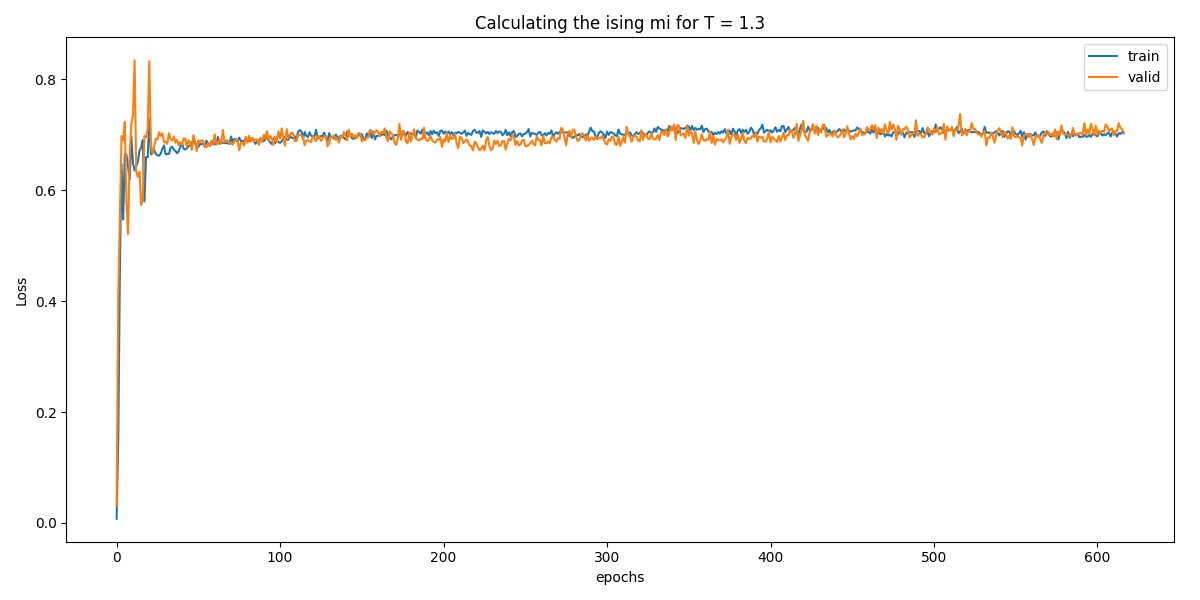 Calculating the ising mi for T = 1.3
train
valid
Loss
0.8
0.6
0.4
0.2
0.0
0 100 200 300 400 500 600
epochs